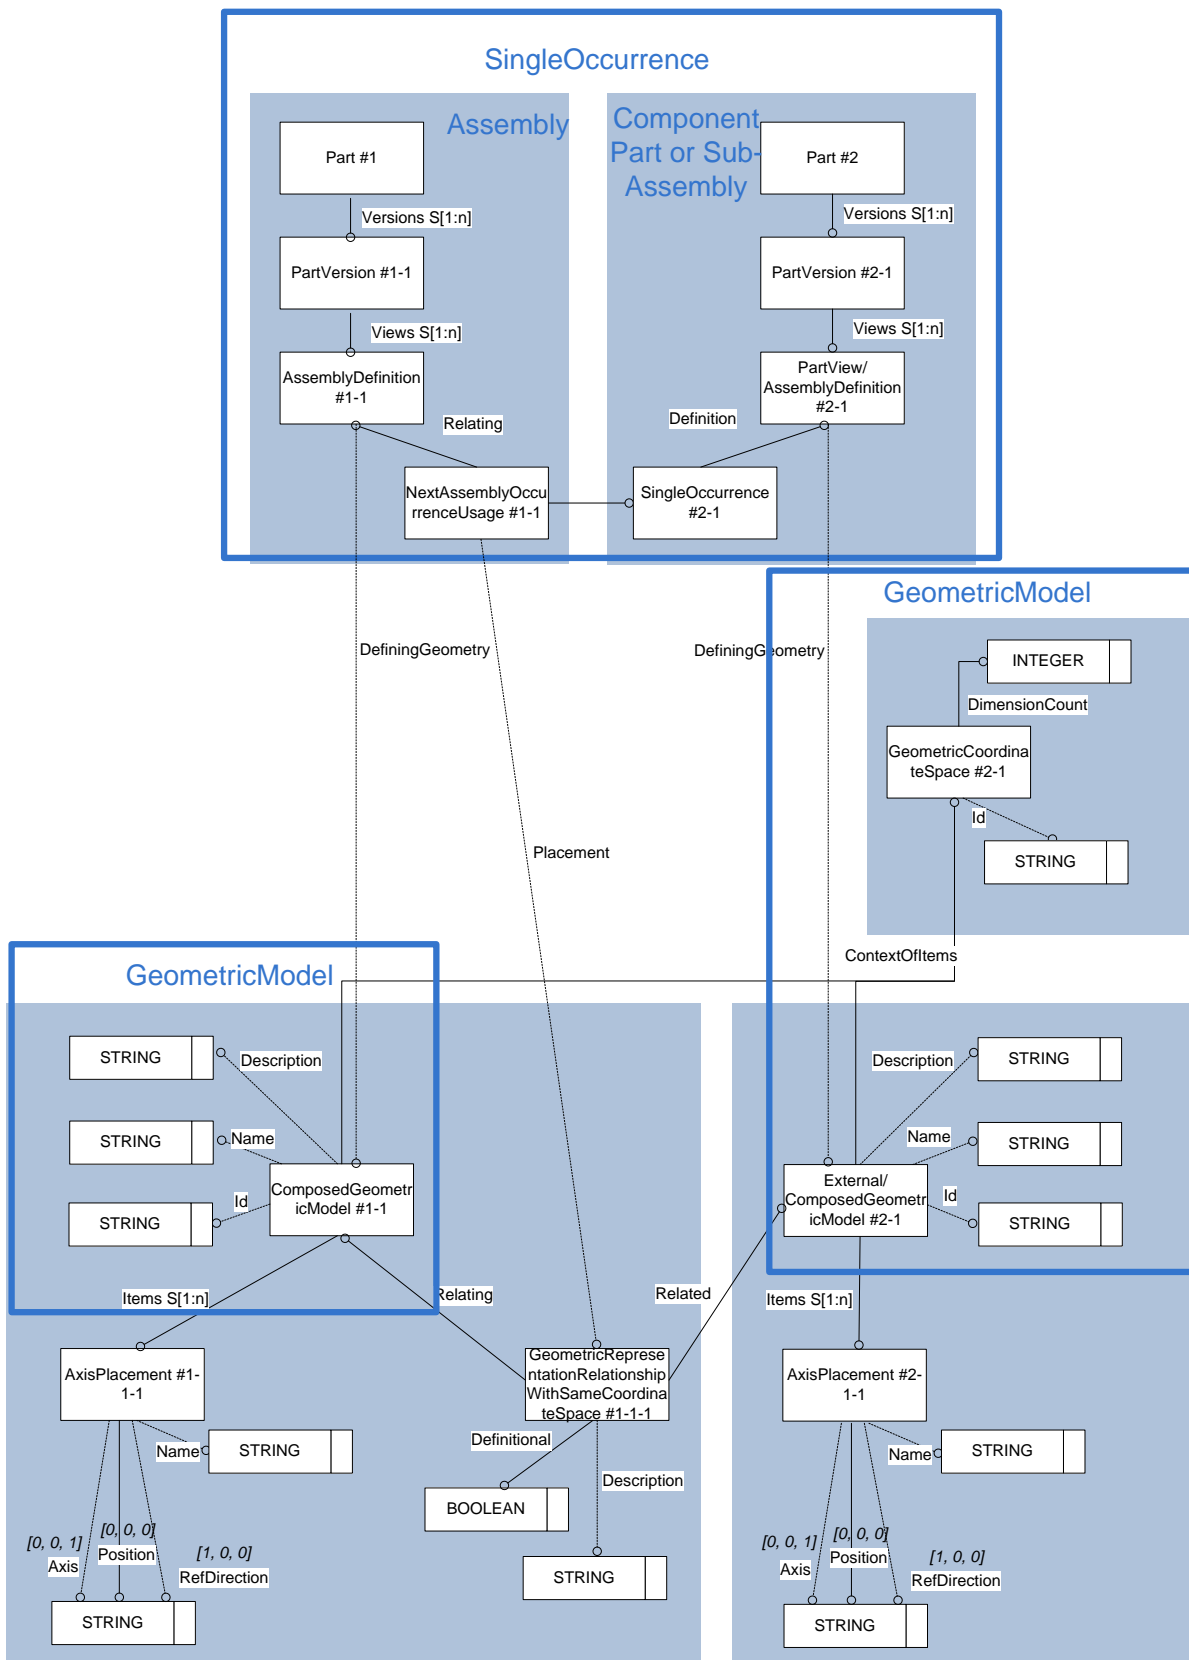 SingleOccurrence
Assembly
Component
Part or Sub-
Assembly
Part #1
Part #2
Versions S[1:n]
Versions S[1:n]
PartVersion #1-1
PartVersion #2-1
Views S[1:n]
Views S[1:n]
AssemblyDefinition
#1-1
PartView/
AssemblyDefinition
#2-1
Relating
Definition
NextAssemblyOccu
rrenceUsage #1-1
SingleOccurrence
#2-1
GeometricModel
DefiningGeometry
DefiningGeometry
INTEGER
DimensionCount
GeometricCoordina
teSpace #2-1
Id
STRING
Placement
ContextOfItems
GeometricModel
STRING
Description
STRING
Name
STRING
Id
ComposedGeometr
icModel #1-1
Description
STRING
Name
STRING
Id
STRING
External/
ComposedGeometr
icModel #2-1
Items S[1:n]
Relating
Related
Items S[1:n]
AxisPlacement #1-
1-1
GeometricReprese
ntationRelationship
WithSameCoordina
teSpace #1-1-1
AxisPlacement #2-
1-1
Name
STRING
Definitional
Description
BOOLEAN
STRING
Name
STRING
[0, 0, 1]
Axis
[0, 0, 0]
Position
[1, 0, 0]
RefDirection
STRING
[0, 0, 1]
Axis
[0, 0, 0]
Position
[1, 0, 0]
RefDirection
STRING